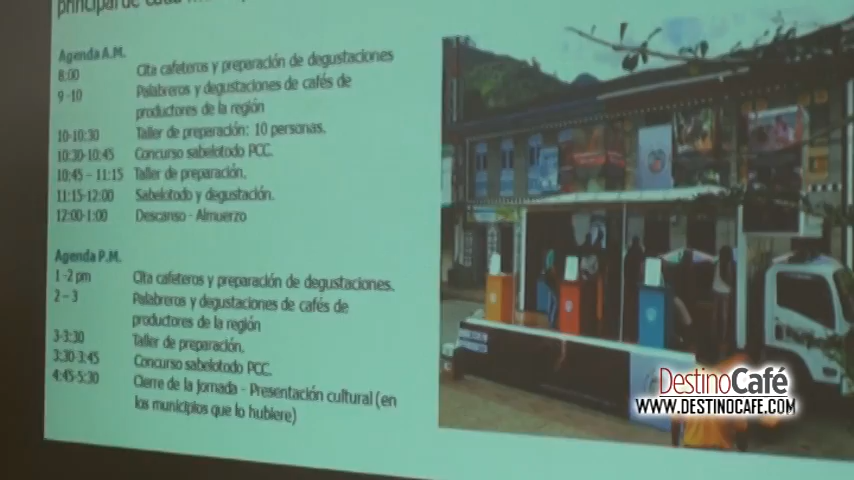 principal de cada
Agenda A.M.
8:00 Cita cafeteros y preparación de degustaciones
9 -10 Palabreros y degustaciones de cafés de
productores de la región
10-10:30 Taller de preparación: 10 personas.
10:30-10:45 Concurso sabelotodo PCC.
10:45 – 11:15 Taller de preparación.
11:15-12:00 Sabelotodo y degustación.
12:00-1:00 Descanso - Almuerzo
Agenda P.M.
1 -2 pm Cita cafeteros y preparación de degustaciones.
2 – 3 Palabreros y degustaciones de cafés de
productores de la región
3-3:30 Taller de preparación.
3:30-3:45 Concurso sabelotodo PCC.
4:45-5:30 Cierre de la jornada - Presentación cultural (en
los municipios que lo hubiere)
DestinoCafé
WWW.DESTINOCAFE.COM